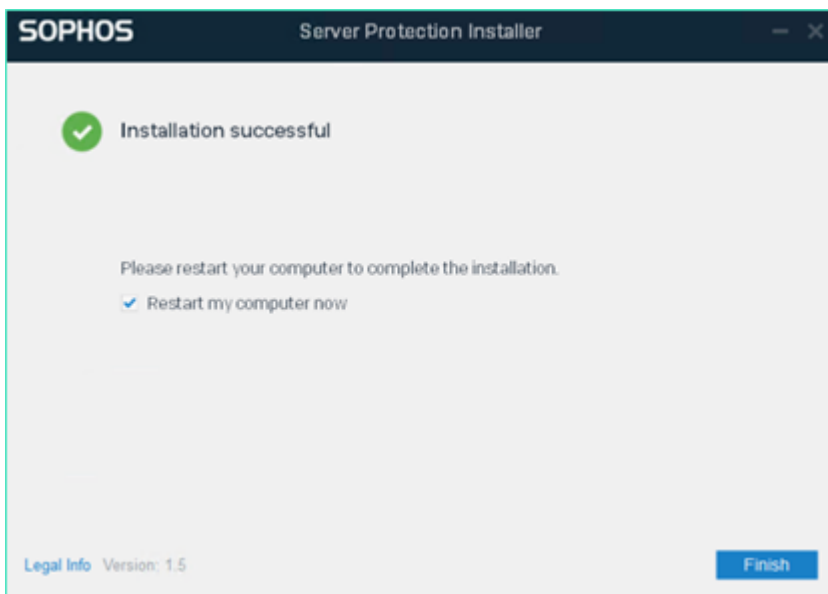 SOPHOS
Server Protection Installer
Installation successful
Please restart your computer to complete the installation.
Restart my computer now
Legal Info Version: 1.5
Finish